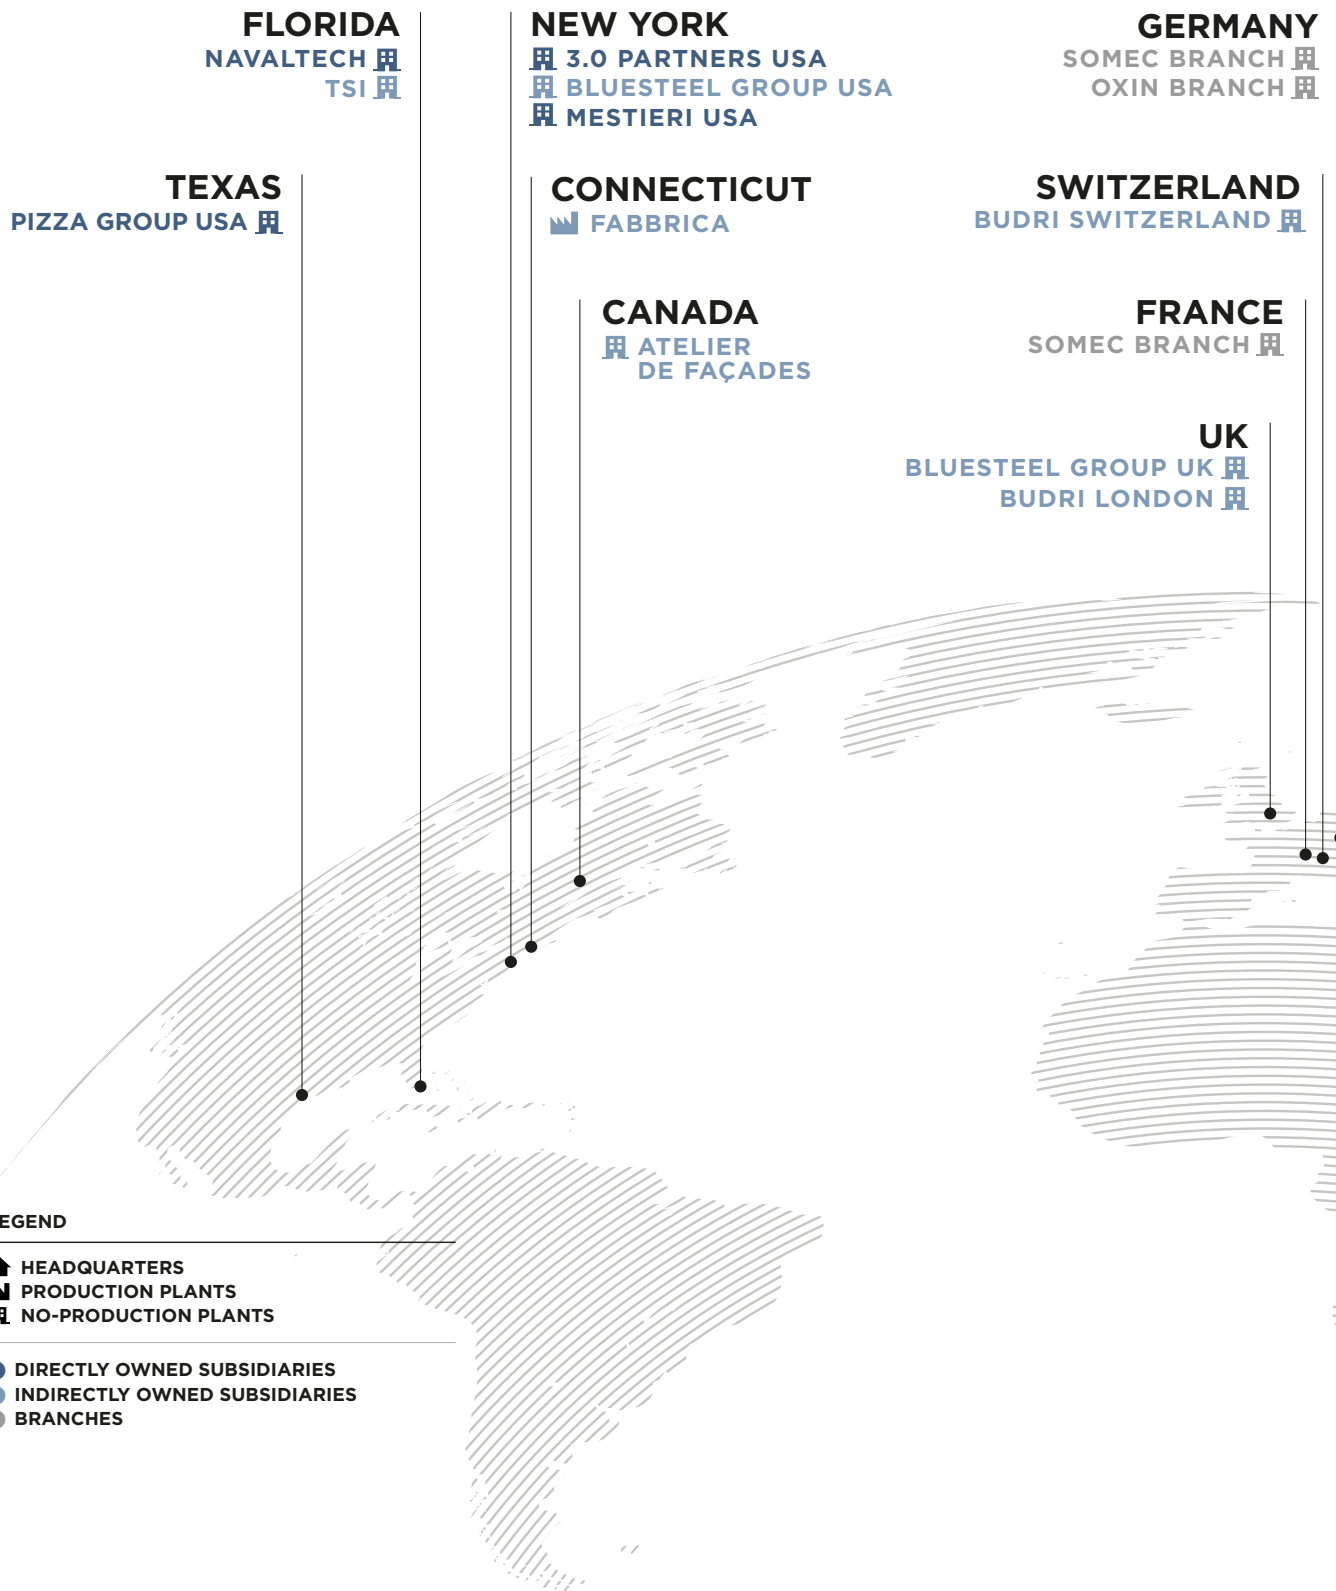 FLORIDA
NAVALTECH
TSI
NEW YORK
3.0 PARTNERS USA
BLUESTEEL GROUP USA
MESTIERI USA
GERMANY
SOMEC BRANCH
OXIN BRANCH
TEXAS
PIZZA GROUP USA
CONNECTICUT
FABBRICA
SWITZERLAND
BUDRI SWITZERLAND
CANADA
ATELIER
DE FAÇADES
FRANCE
SOMEC BRANCH
UK
BLUESTEEL GROUP UK
BUDRI LONDON
EGEND
HEADQUARTERS
PRODUCTION PLANTS
NO-PRODUCTION PLANTS
DIRECTLY OWNED SUBSIDIARIES
INDIRECTLY OWNED SUBSIDIARIES
BRANCHES